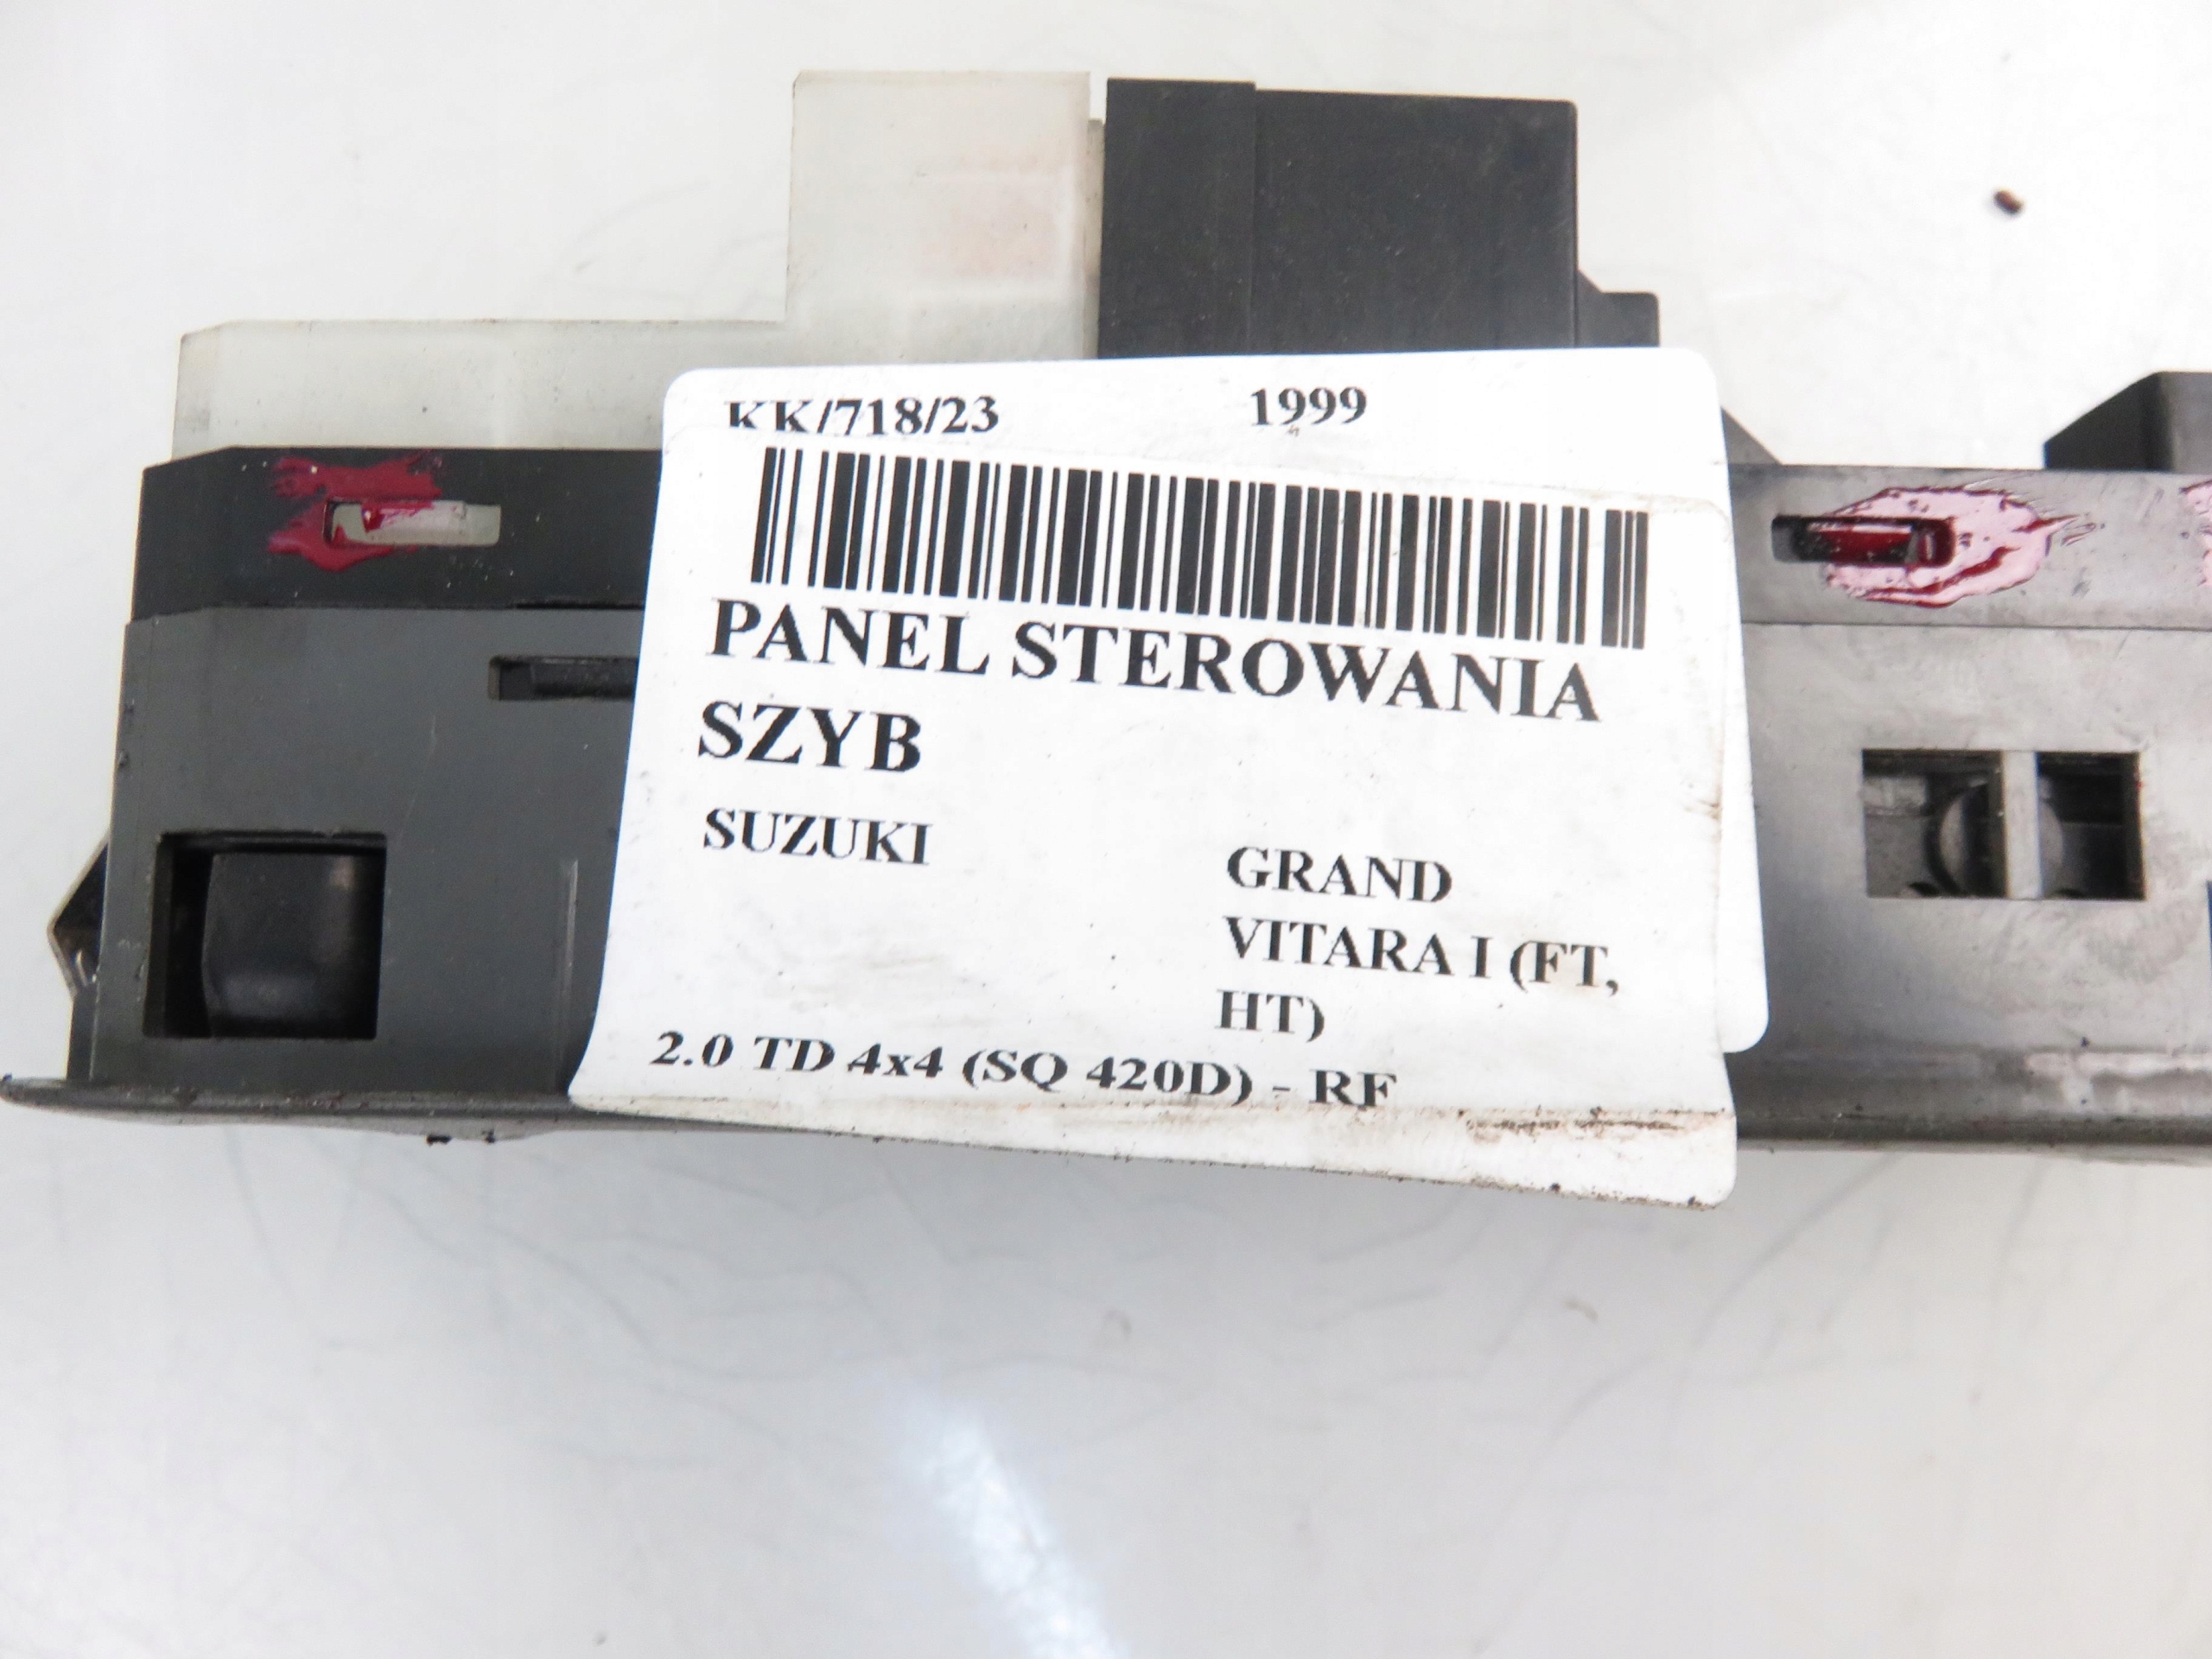 KK/718/23 1999
PANEL STEROWANIA
SZYB
SUZUKI
GRAND
VITARA I (FT,
HT)
2.0 TD 4x4 (SQ 420D) - RF